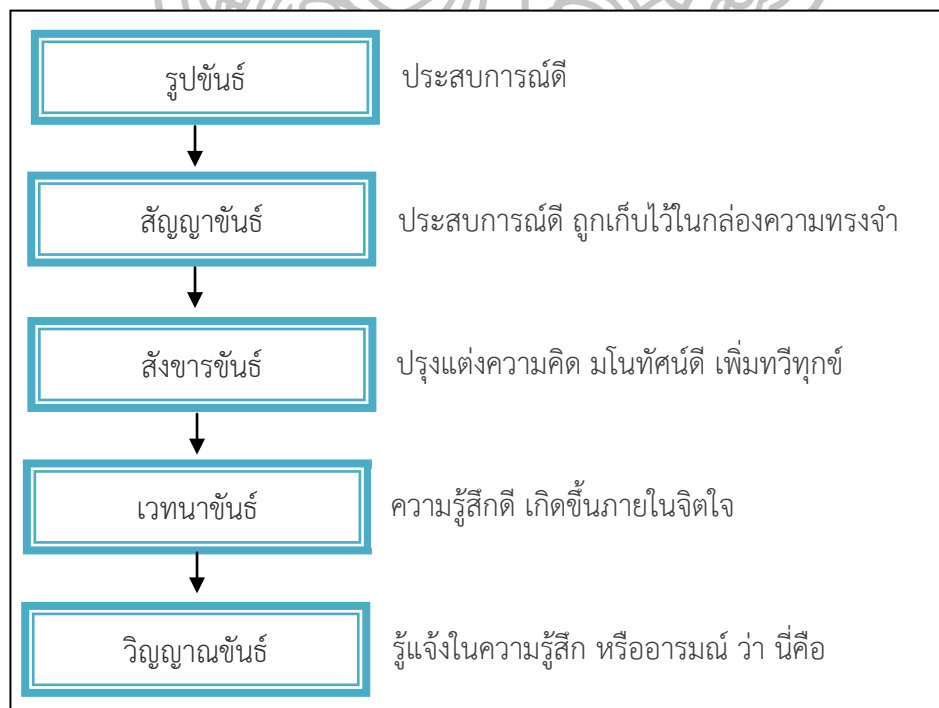 รูปขันธ์ ประสบการณ์ดี
สัญญาขันธ์ ประสบการณ์ดี ถูกเก็บไว้ในกล่องความทรงจำ
สังขารขันธ์ ปรุงแต่งความคิด มโนทัศน์ดี เพิ่มทวีทุกข์
เวทนาขันธ์ ความรู้สึกดี เกิดขึ้นภายในจิตใจ
วิญญาณขันธ์ รู้แจ้งในความรู้สึก หรืออารมณ์ ว่า นี่คือ